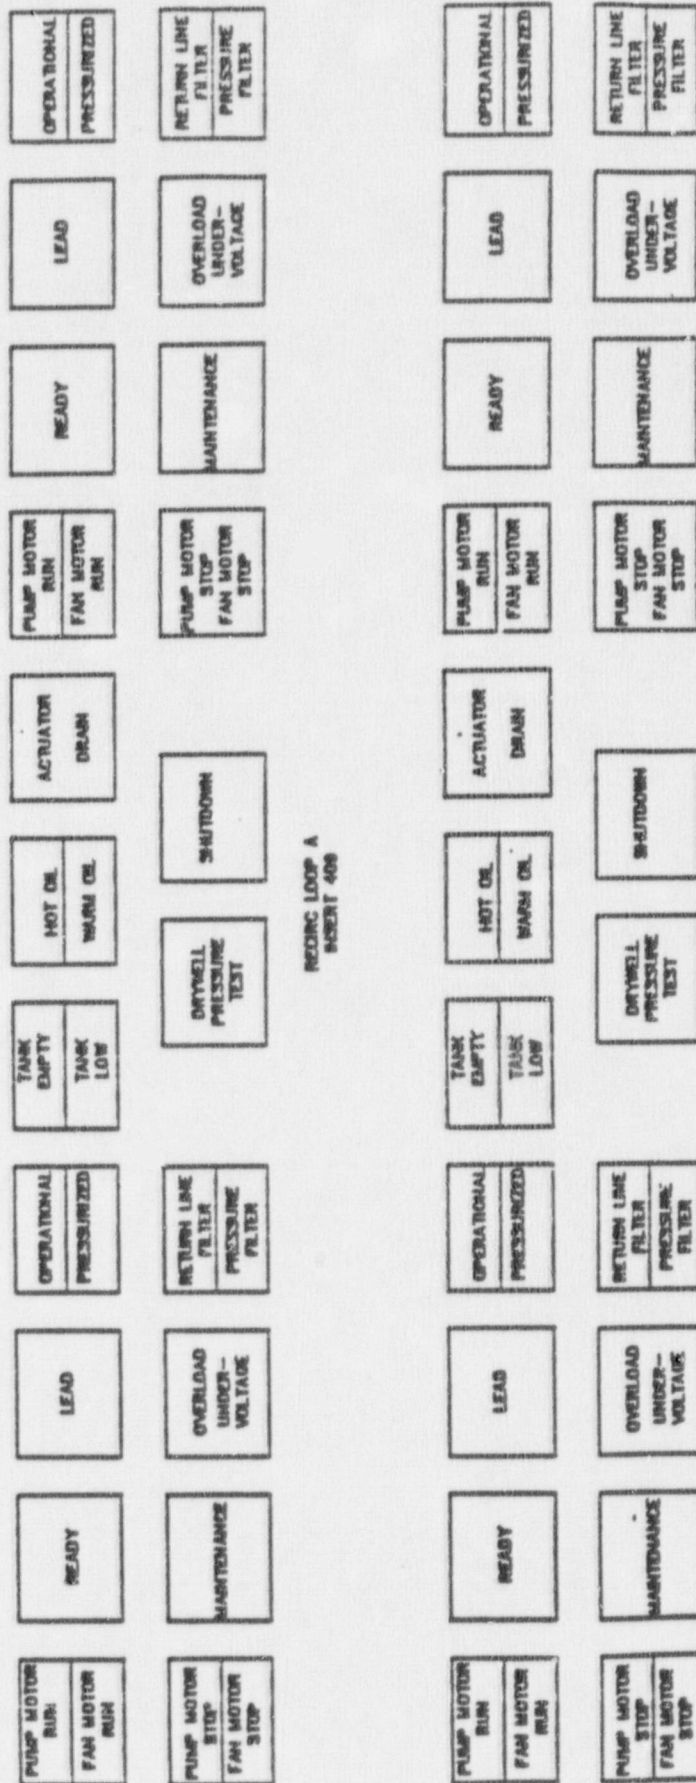 PUMP MOTOR
RUN
FAN MOTOR
RUN
READY
LEAD
OPERATIONAL
PRESSURIZED
TANK
EMPTY
TANK
LOW
HOT OIL
WARM OIL
ACTUATOR
DRAIN
PUMP MOTOR
RUN
FAN MOTOR
RUN
READY
LEAD
OPERATIONAL
PRESSURIZED
PUMP MOTOR
STOP
FAN MOTOR
STOP
MAINTENANCE
OVERLOAD
UNDER-
VOLTAGE
RETURN LINE
FILTER
PRESSURE
FILTER
DRYWELL
PRESSURE
TEST
SHUTDOWN
PUMP MOTOR
STOP
FAN MOTOR
STOP
MAINTENANCE
OVERLOAD
UNDER-
VOLTAGE
RETURN LINE
FILTER
PRESSURE
FILTER
RECIRC LOOP A
INSERT
PUMP MOTOR
RUN
FAN MOTOR
RUN
READY
LEAD
OPERATIONAL
PRESSURIZED
TANK
EMPTY
TANK
LOW
HOT OIL
WARM OIL
ACTUATOR
DRAIN
PUMP MOTOR
RUN
FAN MOTOR
RUN
READY
LEAD
OPERATIONAL
PRESSURIZED
PUMP MOTOR
STOP
FAN MOTOR
STOP
MAINTENANCE
OVERLOAD
UNDER-
VOLTAGE
RETURN LINE
FILTER
PRESSURE
FILTER
DRYWELL
PRESSURE
TEST
SHUTDOWN
PUMP MOTOR
STOP
FAN MOTOR
STOP
MAINTENANCE
OVERLOAD
UNDER-
VOLTAGE
RETURN LINE
FILTER
PRESSURE
FILTER